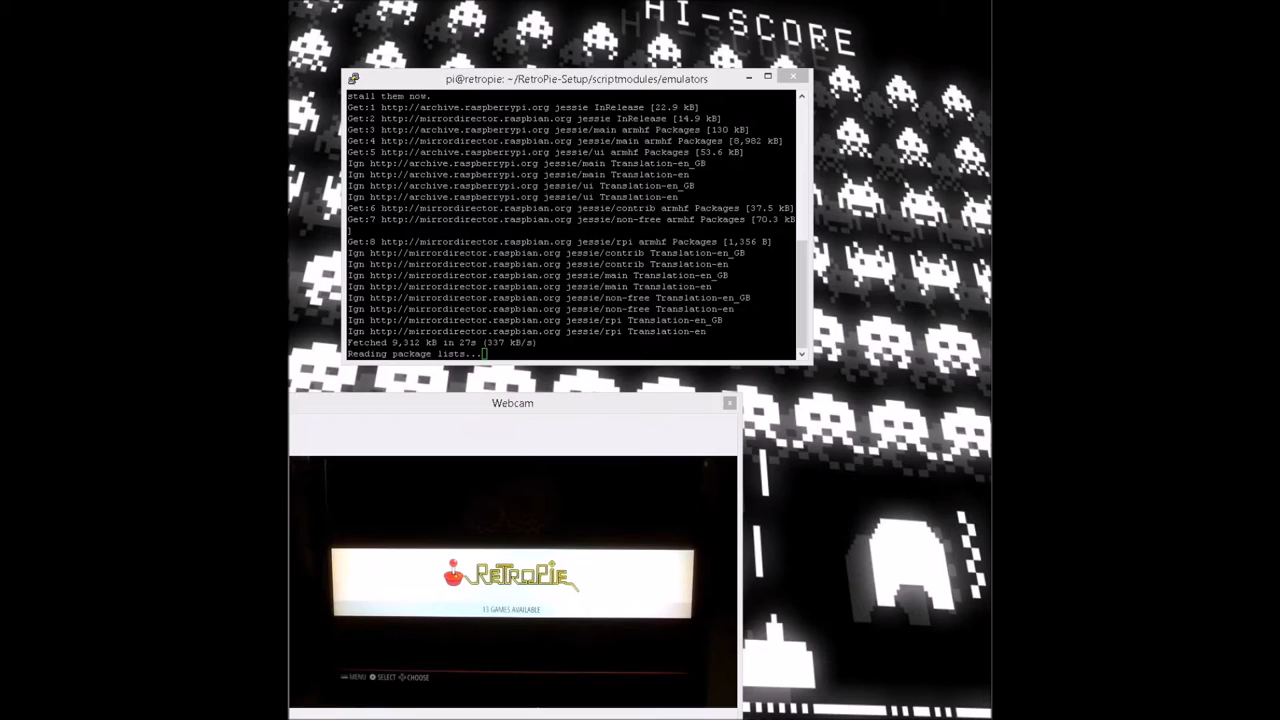 HI-SCORE
pi@retropie: ~/RetroPie-Setup/scriptmodules/emulators
stall them now.
Get:1 http://archive.raspberrypi.org jessie InRelease [22.9 kB]
Get:2 http://mirrordirector.raspbian.org jessie InRelease [14.9 kB]
Get:3 http://archive.raspberrypi.org jessie/main armhf Packages [130 kB]
Get:4 http://mirrordirector.raspbian.org jessie/main armhf Packages [8,982 kB]
Get:5 http://archive.raspberrypi.org jessie/ui armhf Packages [53.6 kB]
Ign http://archive.raspberrypi.org jessie/main Translation-en_GB
Ign http://archive.raspberrypi.org jessie/main Translation-en
Ign http://archive.raspberrypi.org jessie/ui Translation-en_GB
Ign http://archive.raspberrypi.org jessie/ui Translation-en
Get:6 http://mirrordirector.raspbian.org jessie/contrib armhf Packages [37.5 kB]
Get:7 http://mirrordirector.raspbian.org jessie/non-free armhf Packages [70.3 kB
]
Get:8 http://mirrordirector.raspbian.org jessie/rpi armhf Packages [1,356 B]
Ign http://mirrordirector.raspbian.org jessie/contrib Translation-en_GB
Ign http://mirrordirector.raspbian.org jessie/contrib Translation-en
Ign http://mirrordirector.raspbian.org jessie/main Translation-en_GB
Ign http://mirrordirector.raspbian.org jessie/main Translation-en
Ign http://mirrordirector.raspbian.org jessie/non-free Translation-en_GB
Ign http://mirrordirector.raspbian.org jessie/non-free Translation-en
Ign http://mirrordirector.raspbian.org jessie/rpi Translation-en_GB
Ign http://mirrordirector.raspbian.org jessie/rpi Translation-en
Fetched 9,312 kB in 27s (337 kB/s)
Reading package lists...
Webcam
RETROPIE
13 GAMES AVAILABLE
MENU SELECT CHOOSE